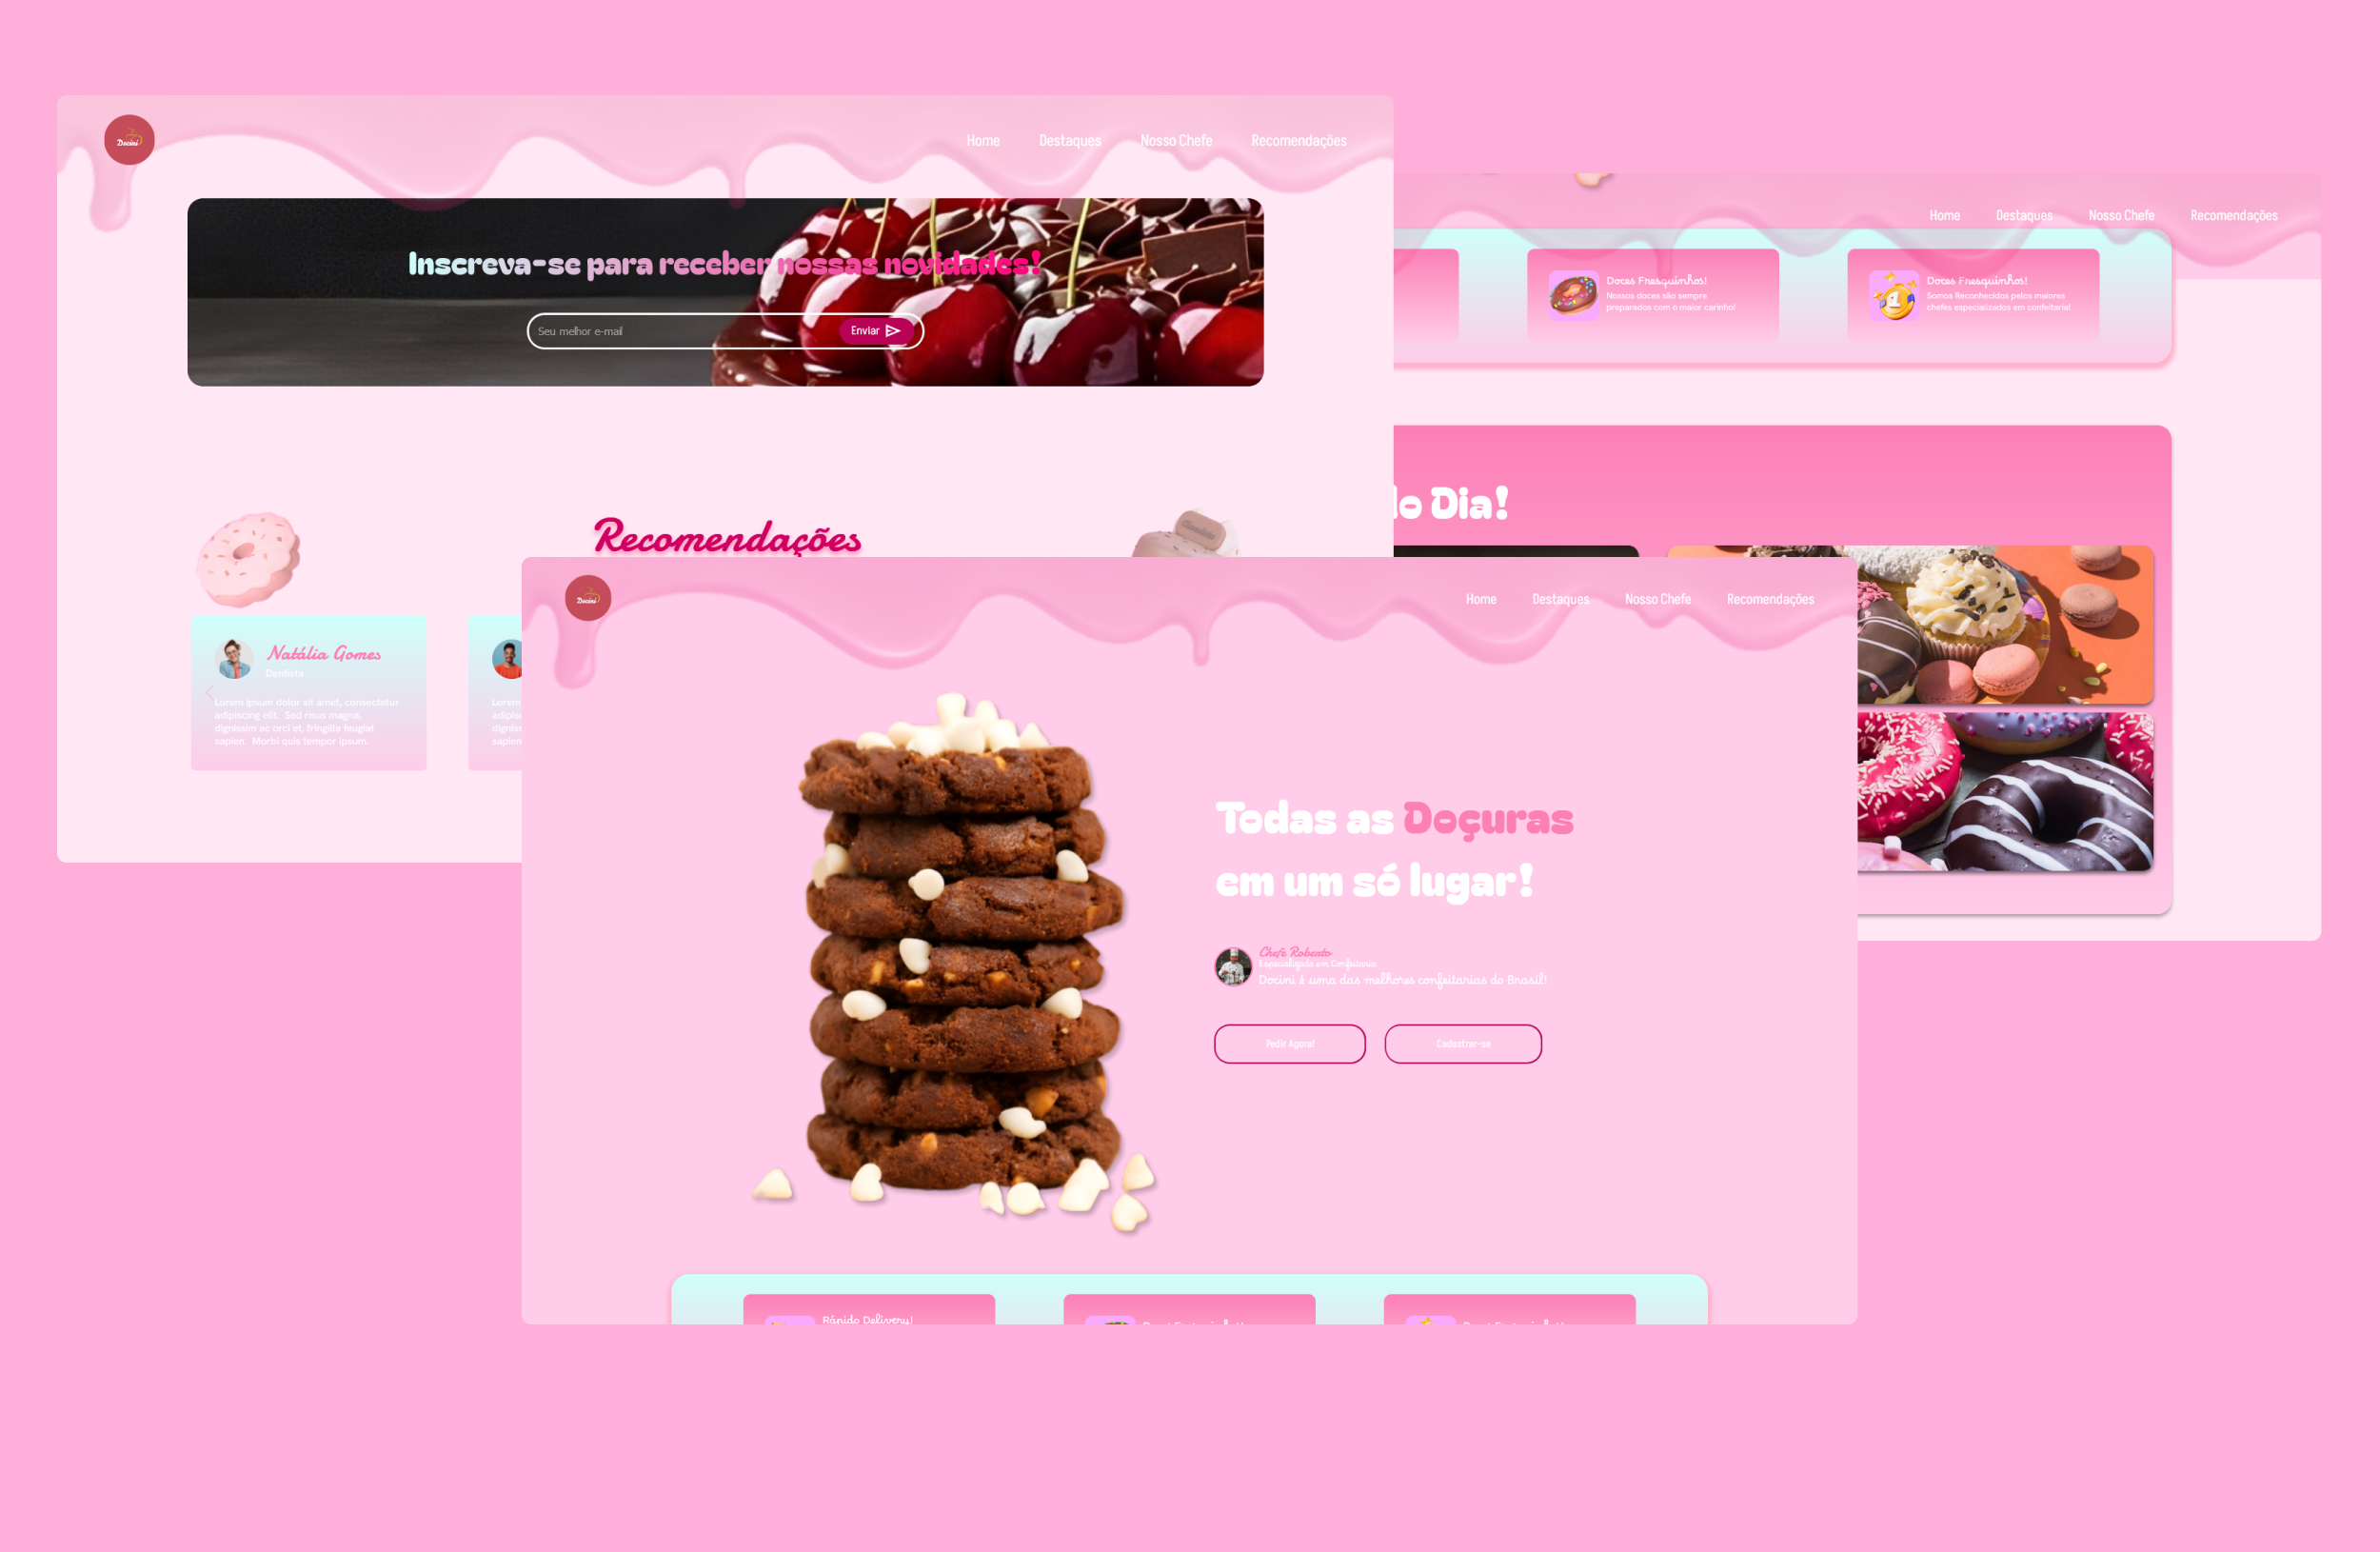 Docini
Home Destaques Nosso Chefe Recomendações
Inscreva-se para receber nossas novidades!
Seu melhor e-mail
Enviar
Recomendações
Natália Gomes
Dentista
Lorem ipsum dolor sit amet, consectetur
adipiscing elit. Sed risus magna,
dignissim ac orci et, fringilla feugiat
sapien. Morbi quis tempor ipsum.
Lorem
adipisc
digniss
sapien
Home Destaques Nosso Chefe Recomendações
Doces Fresquinhos!
Nossos doces são sempre
preparados com o maior carinho!
Doces Fresquinhos!
Somos Reconhecidos pelos maiores
chefes especializados em confeitaria!
lo Dia!
Docini
Home Destaques Nosso Chefe Recomendações
Todas as Doçuras
em um só lugar!
Chefe Roberto
Especializado em Confeitaria
Docini é uma das melhores confeitarias do Brasil!
Pedir Agora!
Cadastrar-se
Rápido Delivery!